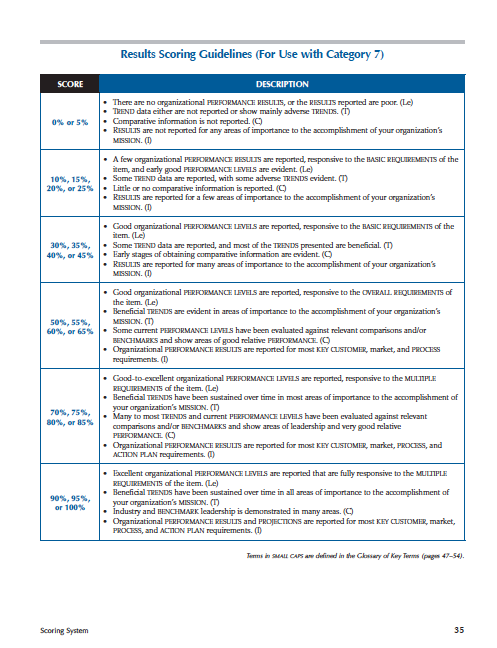 Results Scoring Guidelines (For Use with Category 7)
SCORE
DESCRIPTION
0% or 5%
• There are no organizational PERFORMANCE RESULTS, or the RESULTS reported are poor. (Le)
• TREND data either are not reported or show mainly adverse TRENDS. (T)
• Comparative information is not reported. (C)
• RESULTS are not reported for any areas of importance to the accomplishment of your organization's
MISSION. (I)
10%, 15%,
20%, or 25%
• A few organizational PERFORMANCE RESULTS are reported, responsive to the BASIC REQUIREMENTS of the
item, and early good PERFORMANCE LEVELS are evident. (Le)
• Some TREND data are reported, with some adverse TRENDS evident. (T)
• Little or no comparative information is reported. (C)
• RESULTS are reported for a few areas of importance to the accomplishment of your organization's
MISSION. (I)
30%, 35%,
40%, or 45%
• Good organizational PERFORMANCE LEVELS are reported, responsive to the BASIC REQUIREMENTS of the
item. (Le)
• Some TREND data are reported, and most of the TRENDS presented are beneficial. (T)
• Early stages of obtaining comparative information are evident. (C)
• RESULTS are reported for many areas of importance to the accomplishment of your organization's
MISSION. (I)
50%, 55%,
60%, or 65%
• Good organizational PERFORMANCE LEVELS are reported, responsive to the OVERALL REQUIREMENTS of
the item. (Le)
• Beneficial TRENDS are evident in areas of importance to the accomplishment of your organization's
MISSION. (T)
• Some current PERFORMANCE LEVELS have been evaluated against relevant comparisons and/or
BENCHMARKS and show areas of good relative PERFORMANCE. (C)
• Organizational PERFORMANCE RESULTS are reported for most KEY CUSTOMER, market, and PROCESS
requirements. (I)
70%, 75%,
80%, or 85%
• Good-to-excellent organizational PERFORMANCE LEVELS are reported, responsive to the MULTIPLE
REQUIREMENTS of the item. (Le)
• Beneficial TRENDS have been sustained over time in most areas of importance to the accomplishment of
your organization's MISSION. (T)
• Many to most TRENDS and current PERFORMANCE LEVELS have been evaluated against relevant
comparisons and/or BENCHMARKS and show areas of leadership and very good relative
PERFORMANCE. (C)
• Organizational PERFORMANCE RESULTS are reported for most KEY CUSTOMER, market, PROCESS, and
ACTION PLAN requirements. (I)
90%, 95%,
or 100%
• Excellent organizational PERFORMANCE LEVELS are reported that are fully responsive to the MULTIPLE
REQUIREMENTS of the item. (Le)
• Beneficial TRENDS have been sustained over time in all areas of importance to the accomplishment of
your organization's MISSION. (T)
• Industry and BENCHMARK leadership is demonstrated in many areas. (C)
• Organizational PERFORMANCE RESULTS and PROJECTIONS are reported for most KEY CUSTOMER, market,
PROCESS, and ACTION PLAN requirements. (I)
Terms in SMALL CAPS are defined in the Glossary of Key Terms (pages 47–54).
Scoring System
35